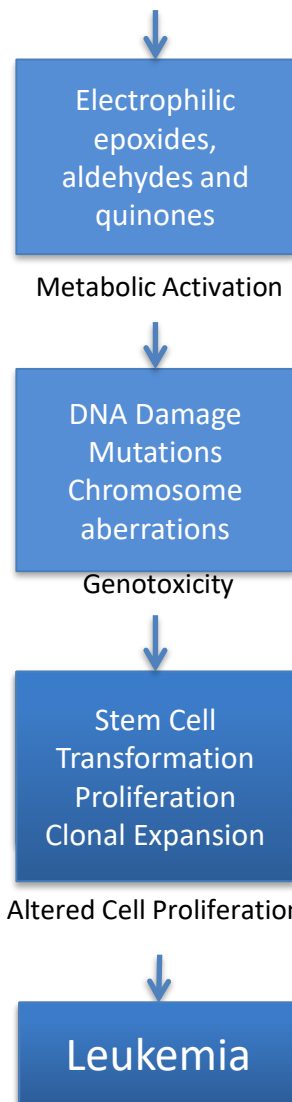 Electrophilic
epoxides,
aldehydes and
quinones
Metabolic Activation
DNA Damage
Mutations
Chromosome
aberrations
Genotoxicity
Stem Cell
Transformation
Proliferation
Clonal Expansion
Altered Cell Proliferation
Leukemia